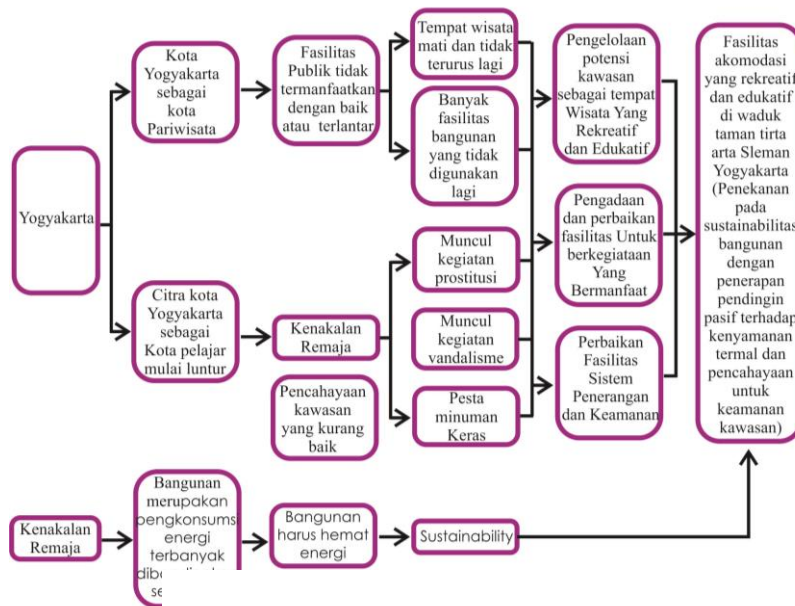 Yogyakarta
Kota
Yogyakarta
sebagai
kota
Pariwisata
Fasilitas
Publik tidak
termanfaatkan
dengan baik
atau terlantar
Tempat wisata
mati dan tidak
terurus lagi
Banyak
fasilitas
bangunan
yang tidak
digunakan
lagi
Pengelolaan
potensi
kawasan
sebagai tempat
Wisata Yang
Rekreatif
dan Edukatif
Citra kota
Yogyakarta
sebagai
Kota pelajar
mulai luntur
Kenakalan
Remaja
Pencahayaan
kawasan
yang kurang
baik
Muncul
kegiatan
prostitusi
Muncul
kegiatan
vandalisme
Pesta
minuman
Keras
Pengadaan
dan perbaikan
fasilitas Untuk
berkegiataan
Yang
Bermanfaat
Perbaikan
Fasilitas
Sistem
Penerangan
dan Keamanan
Fasilitas
akomodasi
yang rekreatif
dan edukatif
di waduk
taman tirta
arta Sleman
Yogyakarta
(Penekanan
pada
sustainabilitas
bangunan
dengan
penerapan
pendingin
pasif terhadap
kenyamanan
termal dan
pencahayaan
untuk
keamanan
kawasan)
Kenakalan
Remaja
Bangunan
merupakan
pengkonsumsi
energi
terbanyak
Bangunan
harus hemat
energi
Sustainability